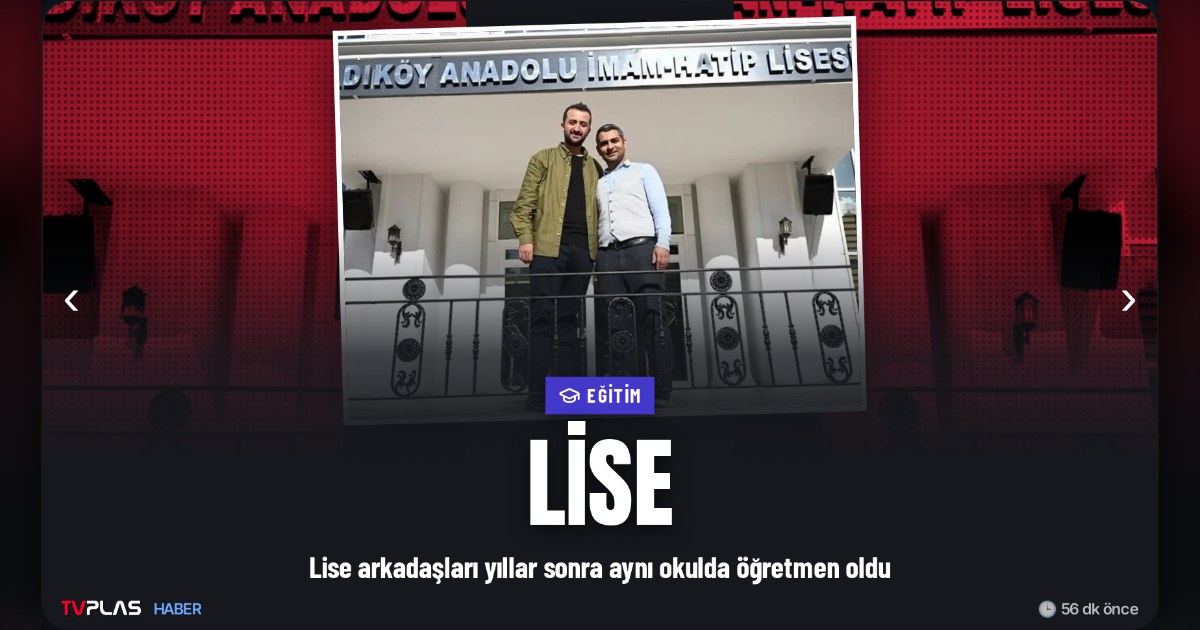 DIKÖY ANADOLU İMAM-HATİP LİSES
EĞİTİM
LİSE
Lise arkadaşları yıllar sonra aynı okulda öğretmen oldu
TVPLAS HABER
56 dk önce